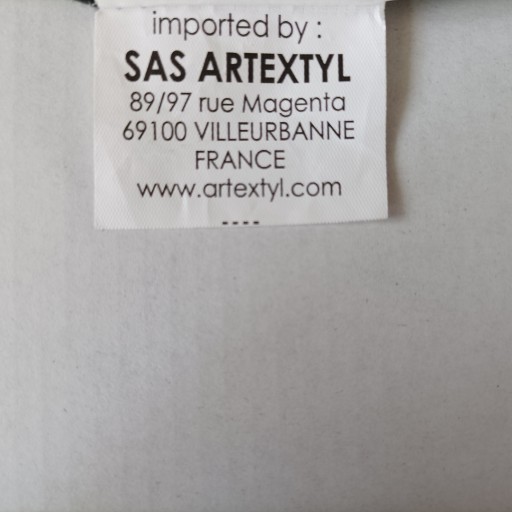 imported by :
SAS ARTEXTYL
89/97 rue Magenta
69100 VILLEURBANNE
FRANCE
www.artextyl.com
----